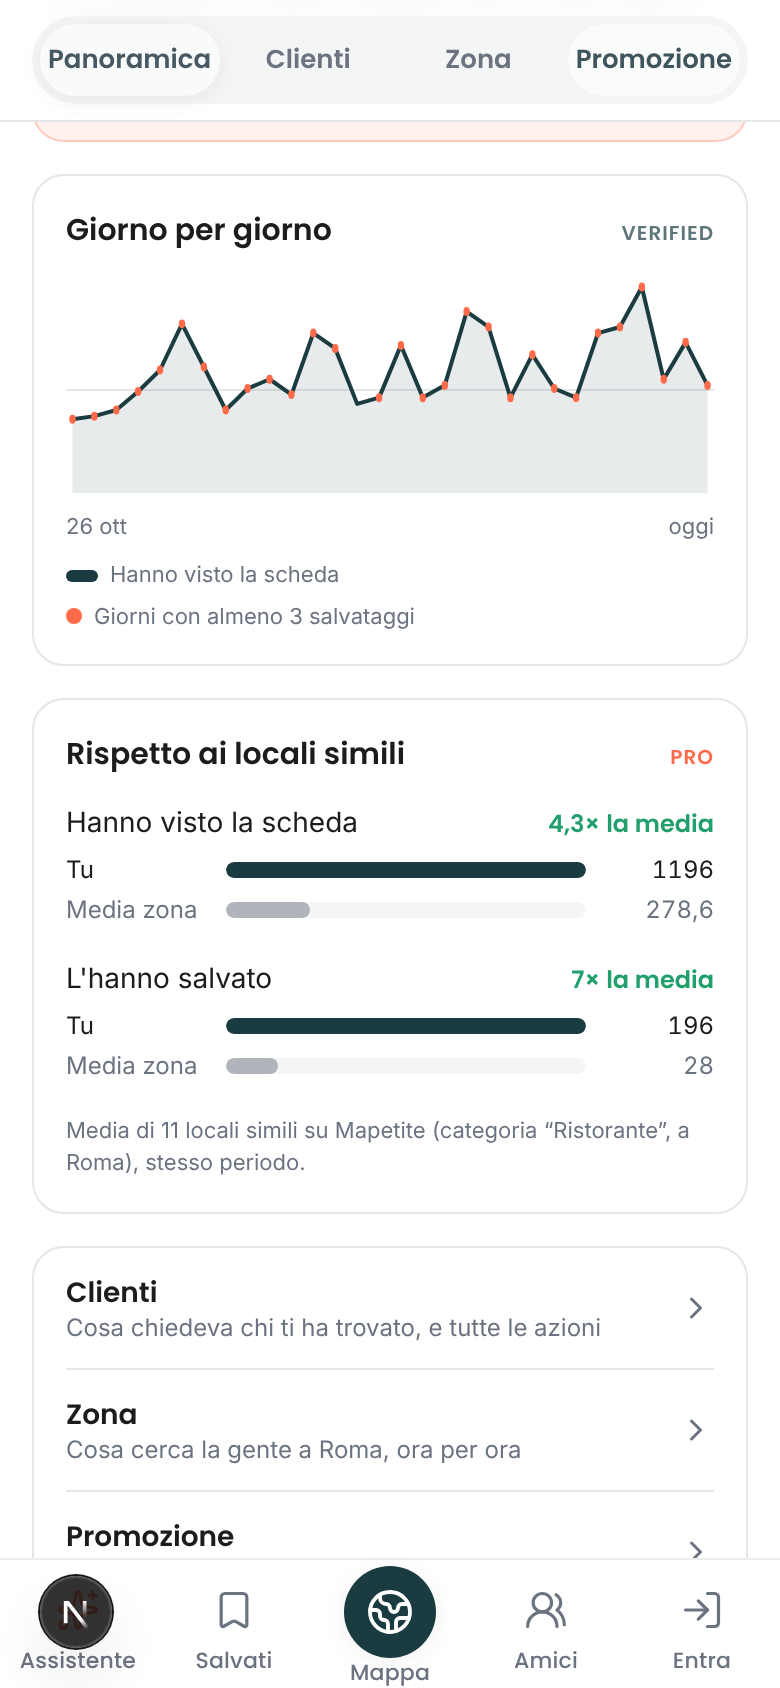 Panoramica
Clienti
Zona
Promozione
Giorno per giorno
VERIFIED
26 ott
oggi
Hanno visto la scheda
Giorni con almeno 3 salvataggi
Rispetto ai locali simili
PRO
Hanno visto la scheda
4,3× la media
Tu
1196
Media zona
278,6
L'hanno salvato
7× la media
Tu
196
Media zona
28
Media di 11 locali simili su Mapetite (categoria “Ristorante”, a
Roma), stesso periodo.
Clienti
Cosa chiedeva chi ti ha trovato, e tutte le azioni
Zona
Cosa cerca la gente a Roma, ora per ora
Promozione
N
Assistente
Salvati
Mappa
Amici
Entra